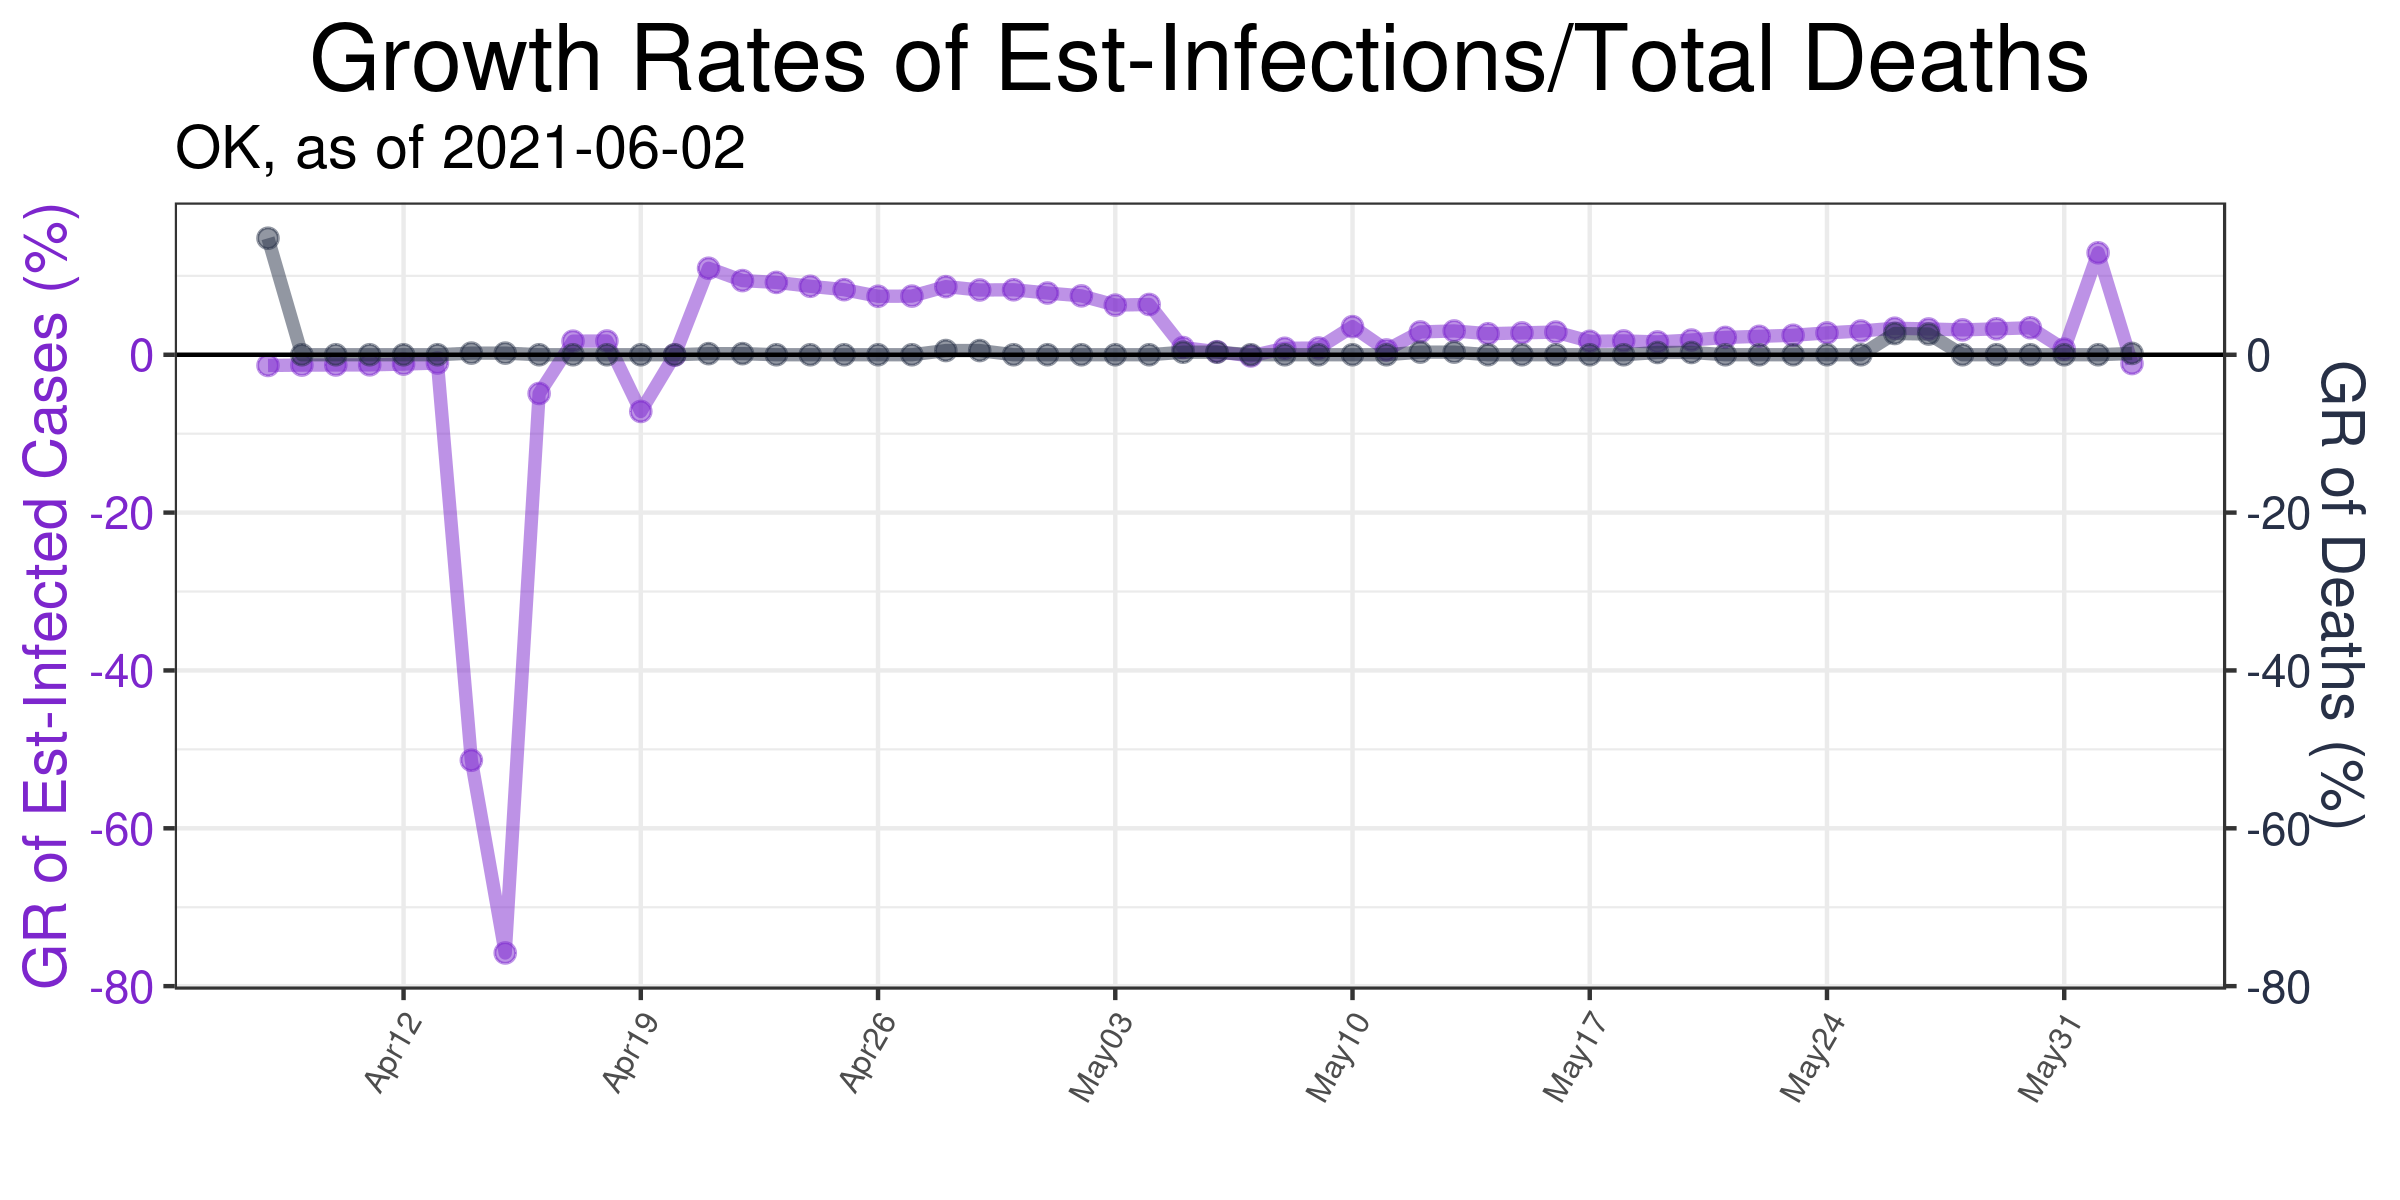 Growth Rates of Est-Infections/Total Deaths
OK, as of 2021-06-02
GR of Est-Infected Cases (%)
0
-20
-40
-60
-80
0
-20
-40
-60
-80
GR of Deaths (%)
Apr12
Apr19
Apr26
May03
May10
May17
May24
May31